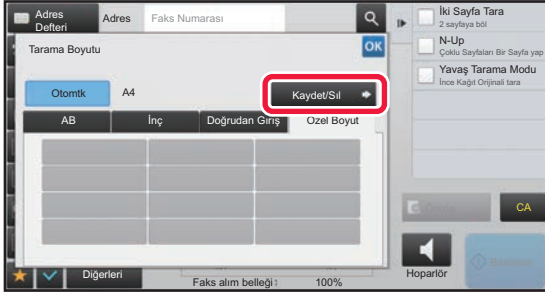 Adres Defteri
Adres
Faks Numarası
İki Sayfa Tara
2 sayfaya böl
N-Up
Çoklu Sayfaları Bir Sayfa yap
Yavaş Tarama Modu
İnce Kağıt Orijinali tara
Tarama Boyutu
OK
Otomtk
A4
Kaydet/Sıl
AB
İnç
Doğrudan Giriş
Özel Boyut
CA
Diğerleri
Faks alım belleği:
100%
Hoparlör